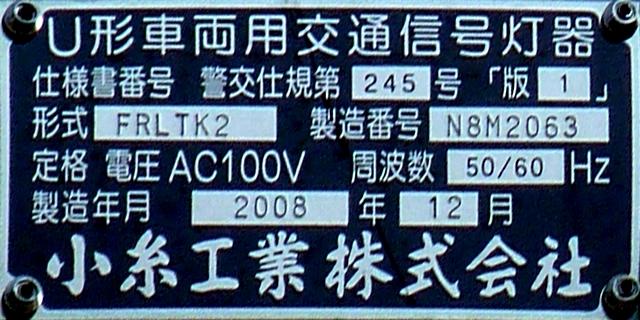 U形車両用交通信号灯器
仕様書番号 警交仕規第 245 号 「版 1 」
形式 FRLTK2 製造番号 N8M2063
定格 電圧 AC100V 周波数 50/60 Hz
製造年月 2008 年 12 月
小糸工業株式会社